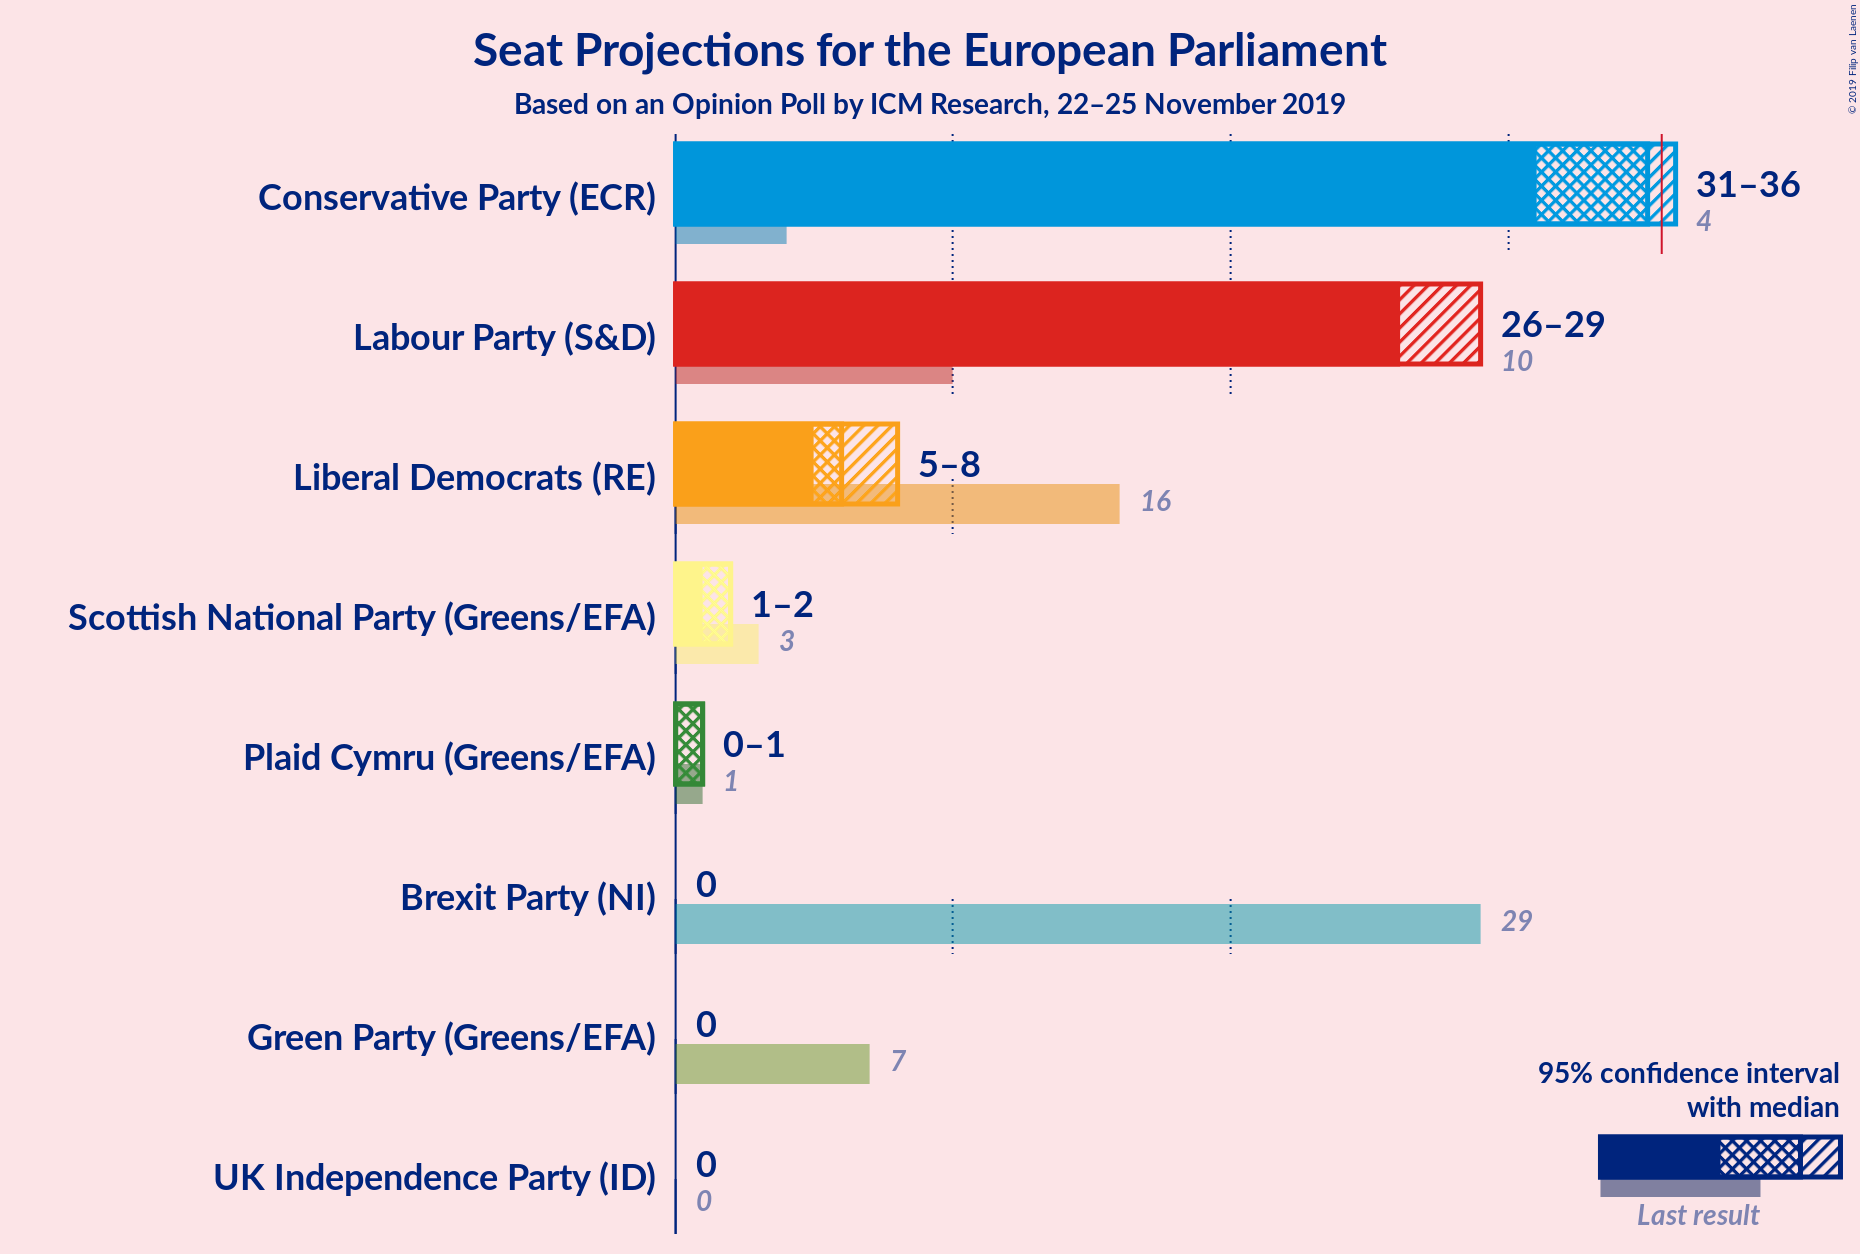 Seat Projections for the European Parliament
Based on an Opinion Poll by ICM Research, 22–25 November 2019
© 2019 Filip van Laenen
Conservative Party (ECR)
31–36
4
Labour Party (S&D)
26–29
10
Liberal Democrats (RE)
5–8
16
Scottish National Party (Greens/EFA)
1–2
3
Plaid Cymru (Greens/EFA)
0–1
1
Brexit Party (NI)
0
29
Green Party (Greens/EFA)
0
7
UK Independence Party (ID)
0
0
95% confidence interval
with median
Last result